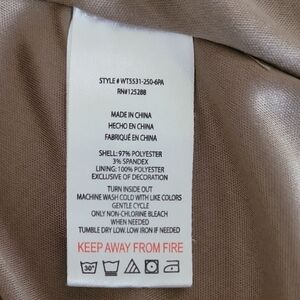 STYLE # WT5531-250-6PA
RN#125288
MADE IN CHINA
HECHO EN CHINA
FABRIQUÉ EN CHINA
SHELL: 97% POLYESTER
3% SPANDEX
LINING: 100% POLYESTER
EXCLUSIVE OF DECORATION
TURN INSIDE OUT
MACHINE WASH COLD WITH LIKE COLORS
GENTLE CYCLE
ONLY NON-CHLORINE BLEACH
WHEN NEEDED
TUMBLE DRY LOW. LOW IRON IF NEEDED
KEEP AWAY FROM FIRE
30°